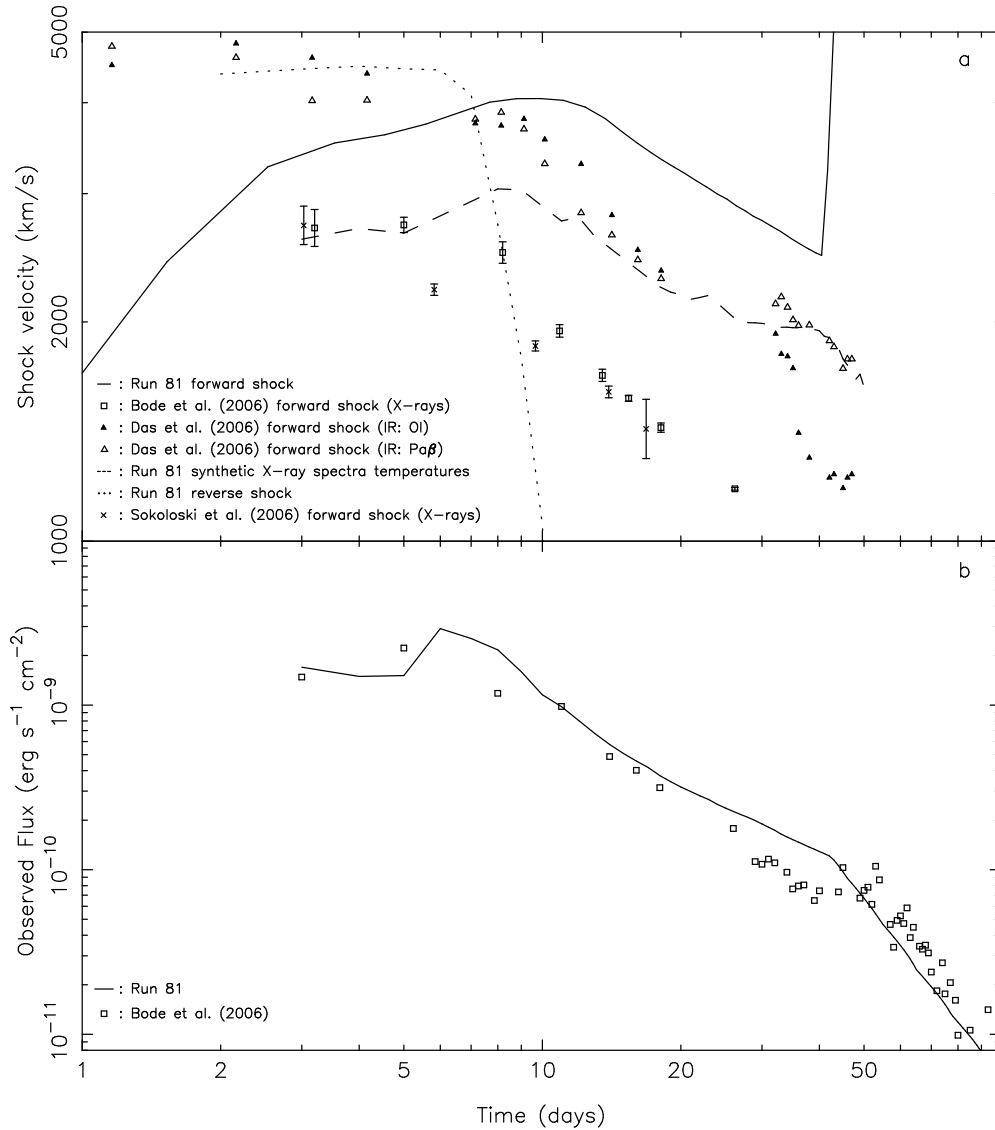 a
5000
2000
1000
Shock velocity (km/s)
— : Run 81 forward shock
: Bode et al. (2006) forward shock (X−rays)
: Das et al. (2006) forward shock (IR: OI)
: Das et al. (2006) forward shock (IR: Paβ)
: Run 81 synthetic X−ray spectra temperatures
: Run 81 reverse shock
× : Sokoloski et al. (2006) forward shock (X−rays)
b
10⁻⁹
10⁻¹⁰
10⁻¹¹
Observed Flux (erg s⁻¹ cm⁻²)
— : Run 81
: Bode et al. (2006)
1 2 5 10 20 50
Time (days)